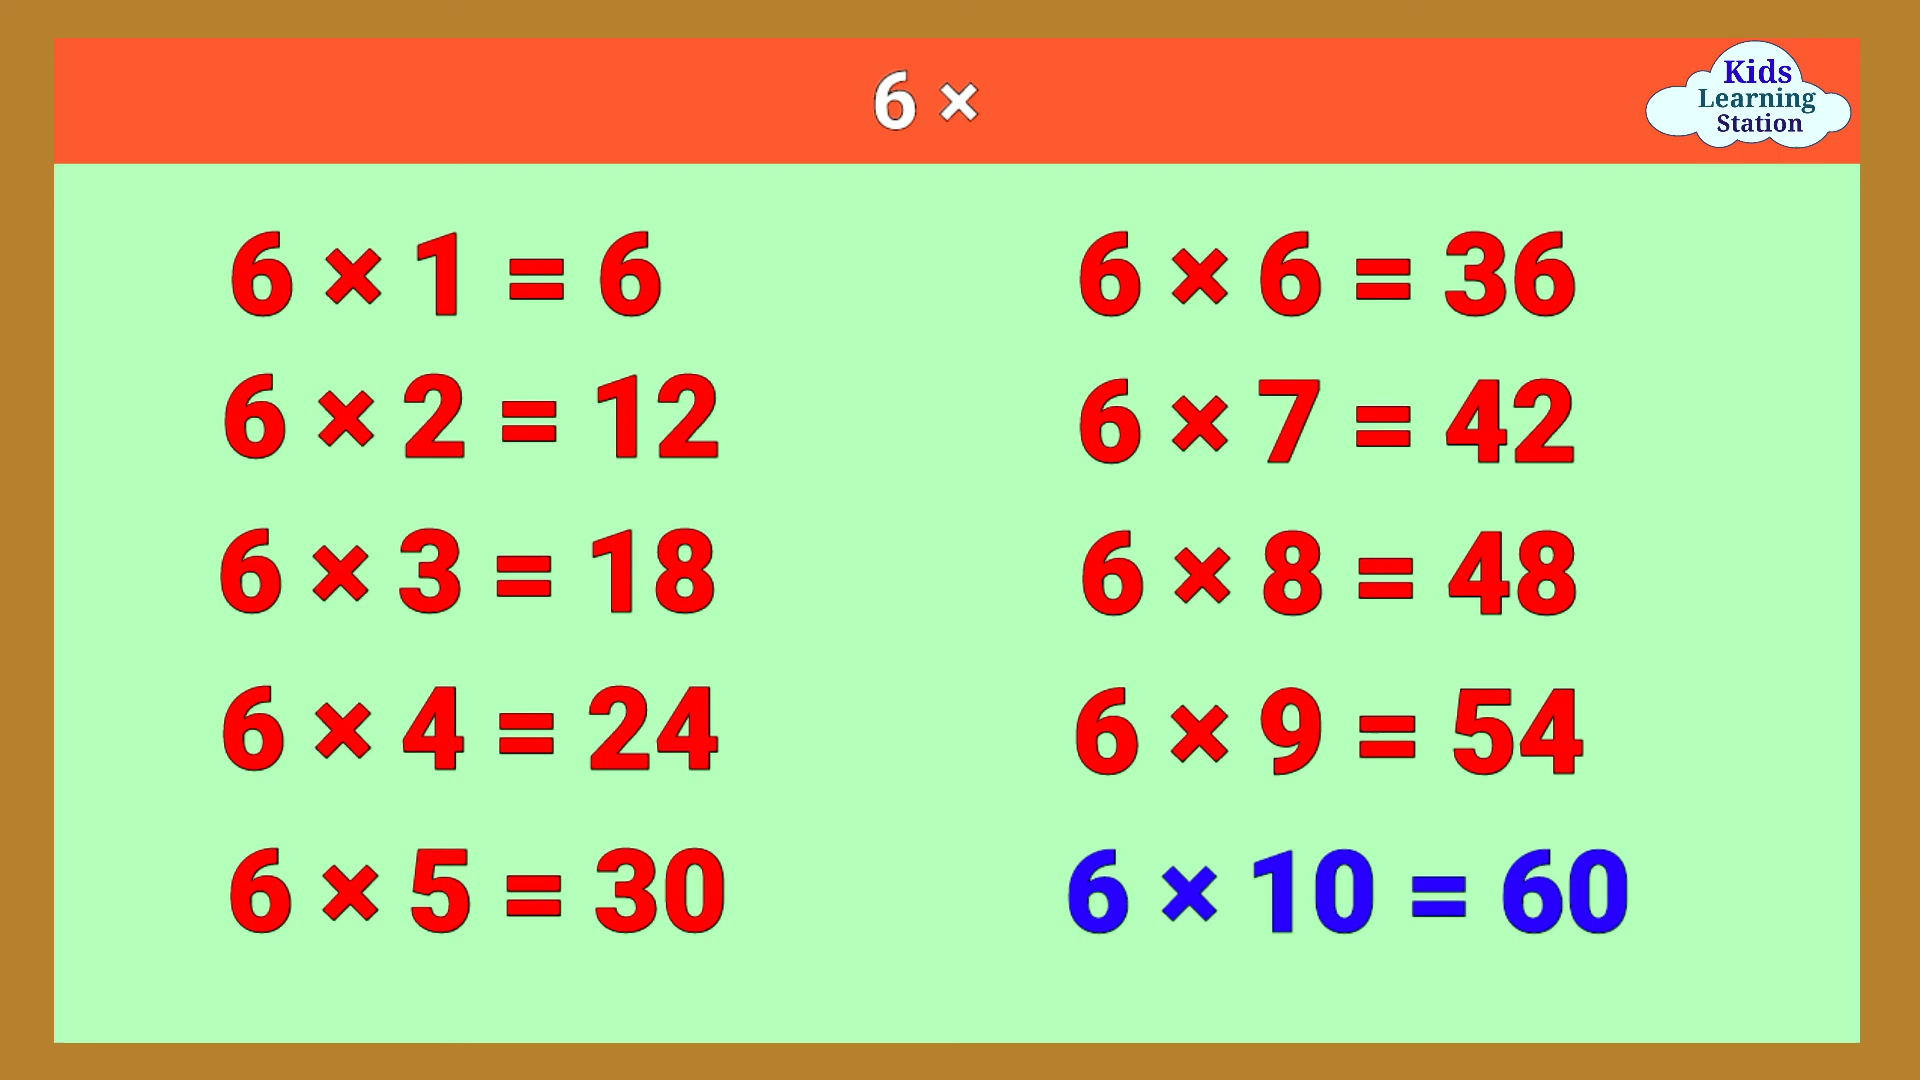 6 ×
Kids
Learning
Station
6 × 1 = 6
6 × 2 = 12
6 × 3 = 18
6 × 4 = 24
6 × 5 = 30
6 × 6 = 36
6 × 7 = 42
6 × 8 = 48
6 × 9 = 54
6 × 10 = 60